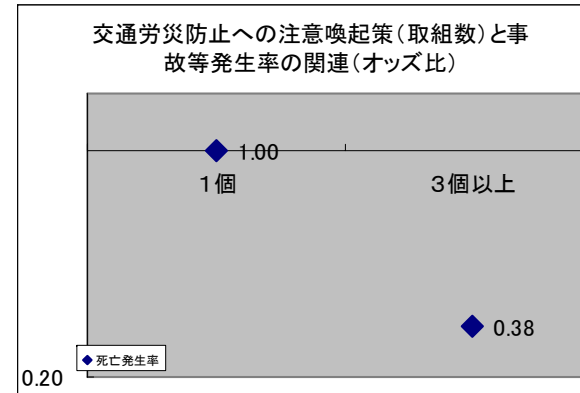 交通労災防止への注意喚起策（取組数）と事
故等発生率の関連（オッズ比）
1.00
１個
３個以上
0.38
死亡発生率
0.20